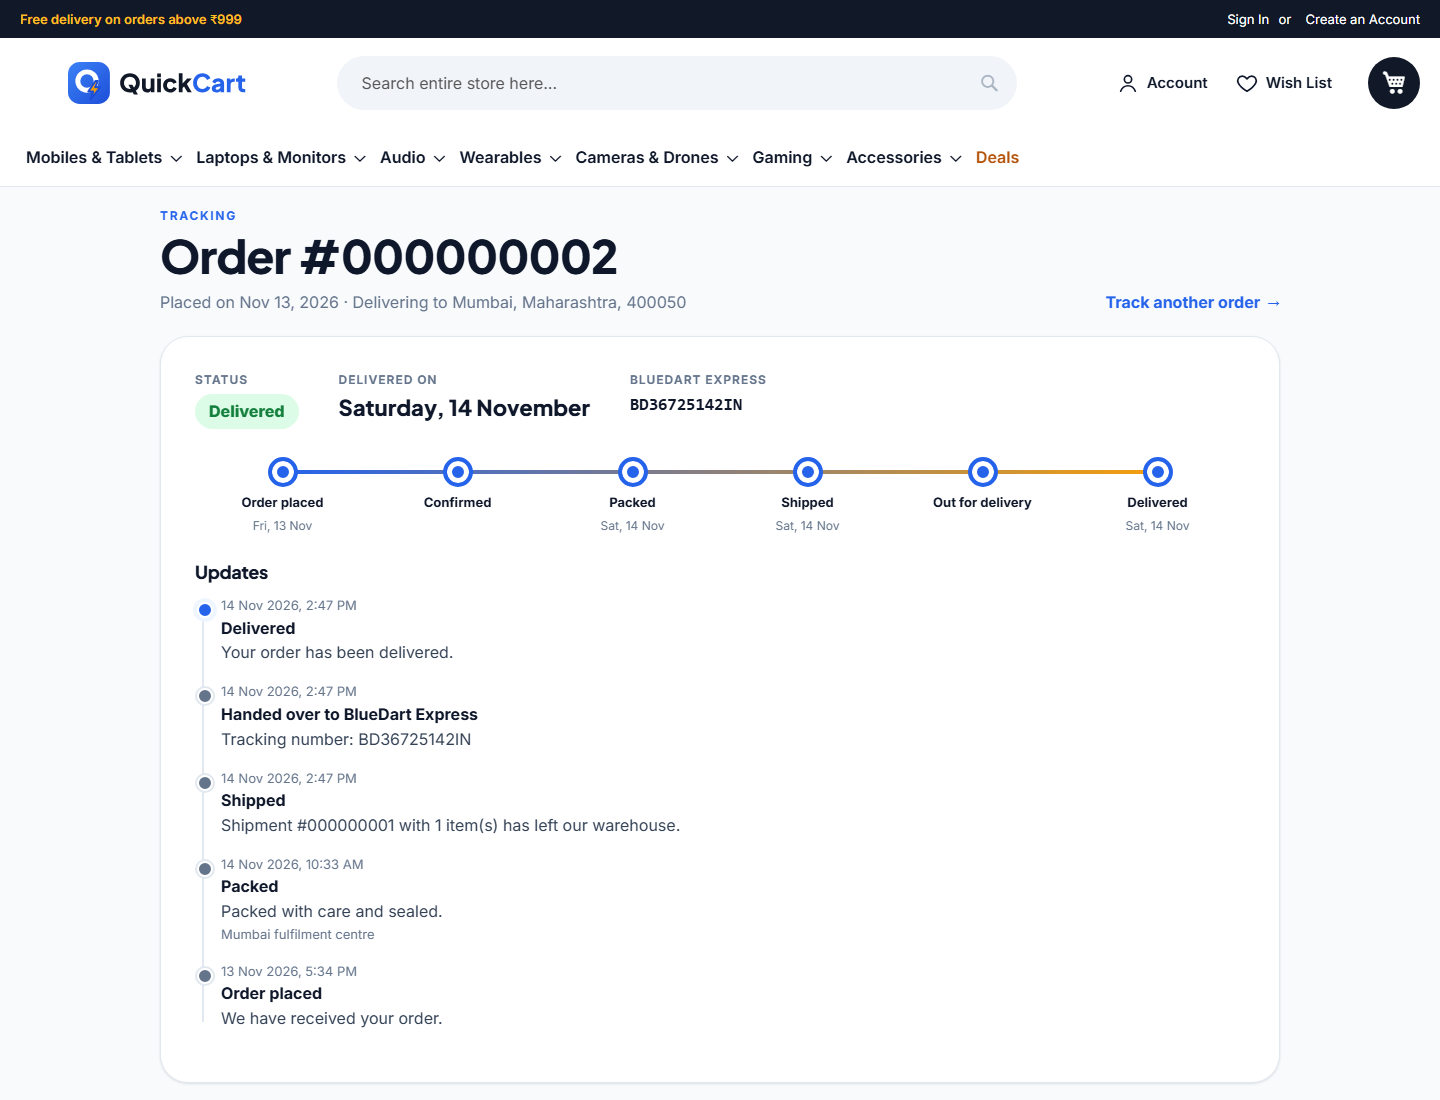 Free delivery on orders above ₹999
Sign In or Create an Account
QuickCart
Search entire store here...
Account
Wish List
Mobiles & Tablets
Laptops & Monitors
Audio
Wearables
Cameras & Drones
Gaming
Accessories
Deals
TRACKING
Order #000000002
Placed on Nov 13, 2026 · Delivering to Mumbai, Maharashtra, 400050
Track another order →
STATUS
Delivered
DELIVERED ON
Saturday, 14 November
BLUEDART EXPRESS
BD36725142IN
Order placed
Fri, 13 Nov
Confirmed
Packed
Sat, 14 Nov
Shipped
Sat, 14 Nov
Out for delivery
Delivered
Sat, 14 Nov
Updates
14 Nov 2026, 2:47 PM
Delivered
Your order has been delivered.
14 Nov 2026, 2:47 PM
Handed over to BlueDart Express
Tracking number: BD36725142IN
14 Nov 2026, 2:47 PM
Shipped
Shipment #000000001 with 1 item(s) has left our warehouse.
14 Nov 2026, 10:33 AM
Packed
Packed with care and sealed.
Mumbai fulfilment centre
13 Nov 2026, 5:34 PM
Order placed
We have received your order.